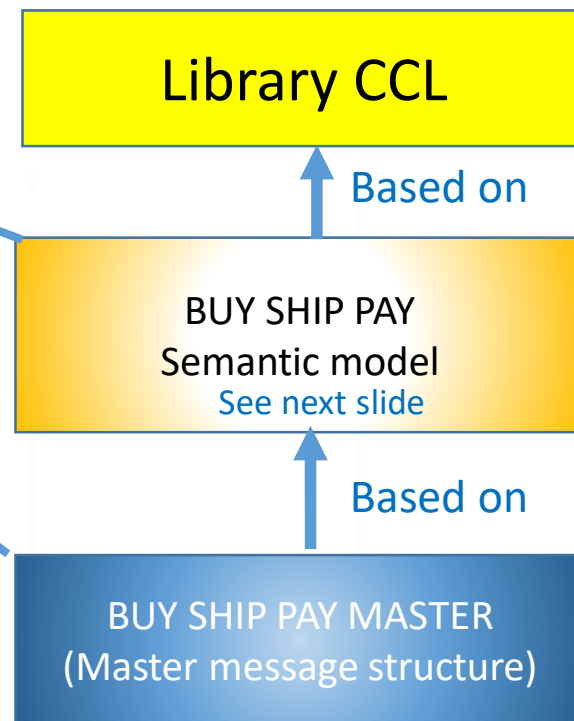 Library CCL
Based on
BUY SHIP PAY
Semantic model
See next slide
Based on
BUY SHIP PAY MASTER
(Master message structure)